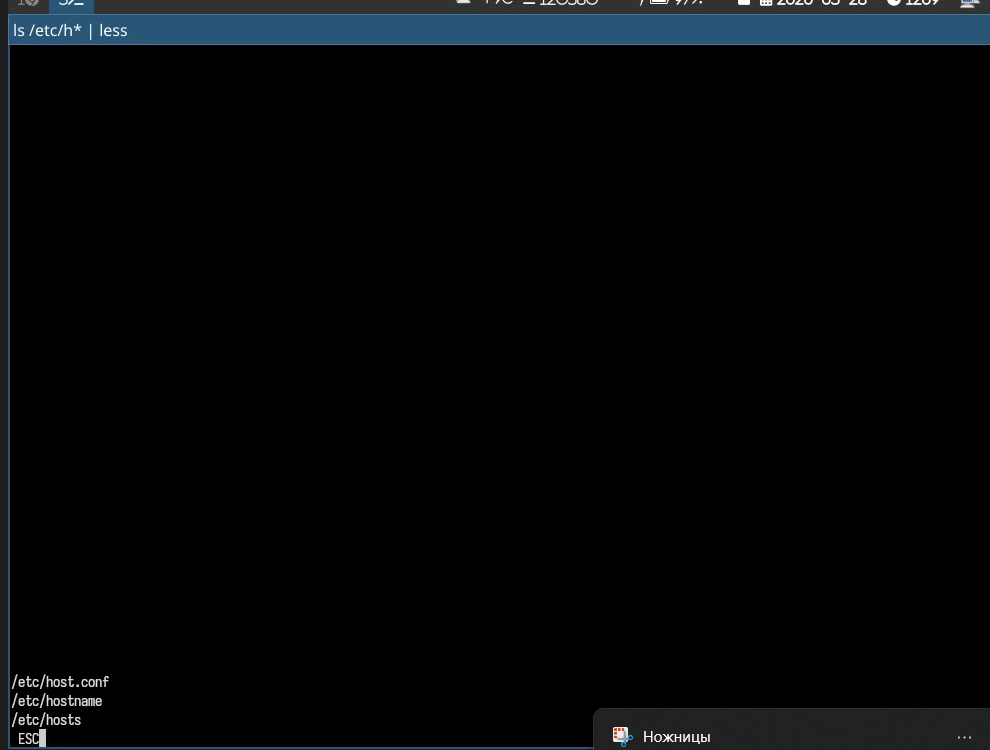 ls /etc/h* | less
/etc/host.conf
/etc/hostname
/etc/hosts
ESC
Ножницы
...